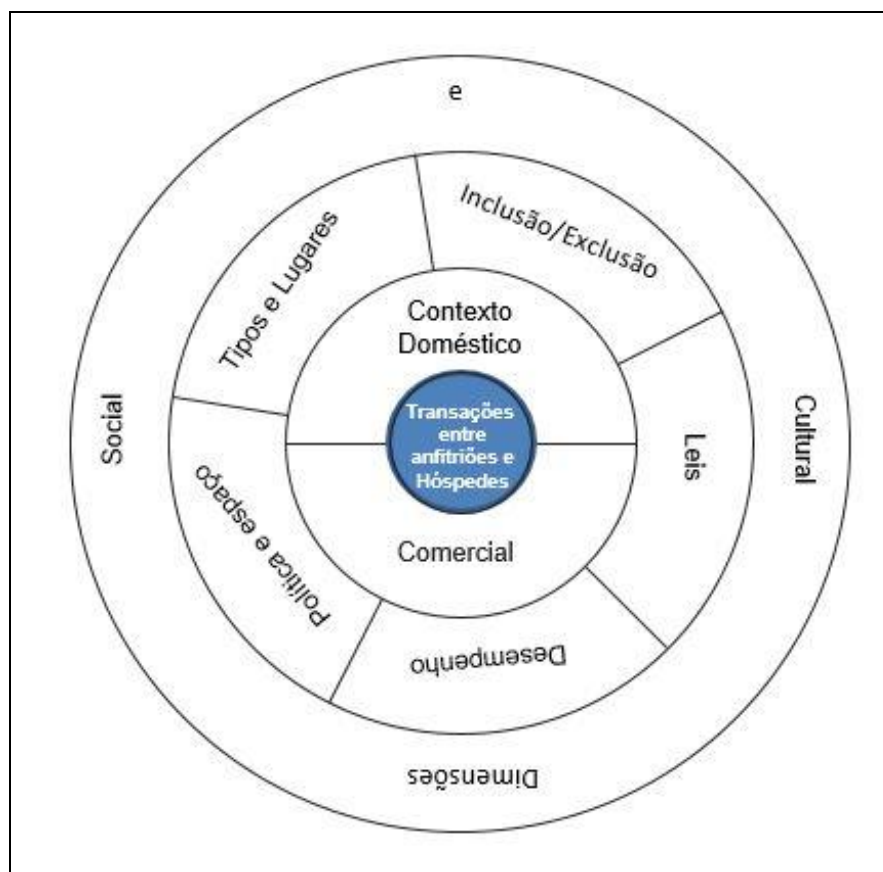 Social
e
Cultural
Dimensões
Tipos e Lugares
Inclusão/Exclusão
Leis
Desempenho
Política e espaço
Contexto
Doméstico
Transações
entre
anfitriões e
Hóspedes
Comercial